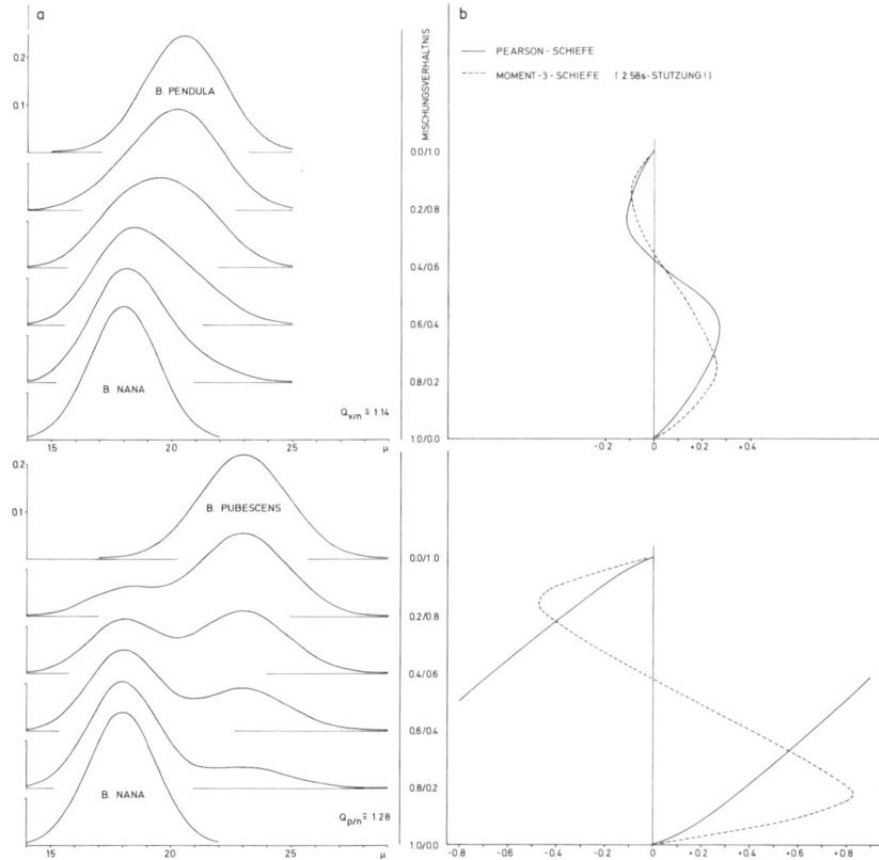 a
0.2
0.1
B. PENDULA
B. NANA
Q v/n ≅ 1.14
15
20
25
μ
MISCHUNGSVERHÄLTNIS
0.0/1.0
0.2/0.8
0.4/0.6
0.6/0.4
0.8/0.2
1.0/0.0
b
PEARSON-SCHIEFE
MOMENT-3-SCHIEFE (2.58s-STUTZUNG!)
-0.2
0
+0.2
+0.4
0.2
0.1
B. PUBESCENS
B. NANA
Q p/n ≅ 1.28
15
20
25
μ
0.0/1.0
0.2/0.8
0.4/0.6
0.6/0.4
0.8/0.2
1.0/0.0
-0.8
-0.6
-0.4
-0.2
0
+0.2
+0.4
+0.6
+0.8